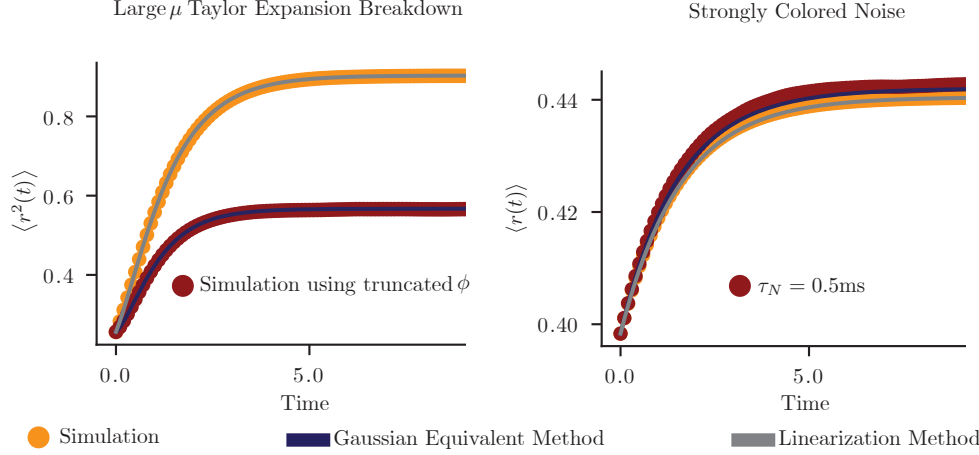 Large μ Taylor Expansion Breakdown
Strongly Colored Noise
⟨r²(t)⟩
0.8
0.6
0.4
Simulation using truncated ϕ
0.0
5.0
Time
⟨r(t)⟩
0.44
0.42
0.40
τ_N = 0.5ms
0.0
5.0
Time
Simulation
Gaussian Equivalent Method
Linearization Method